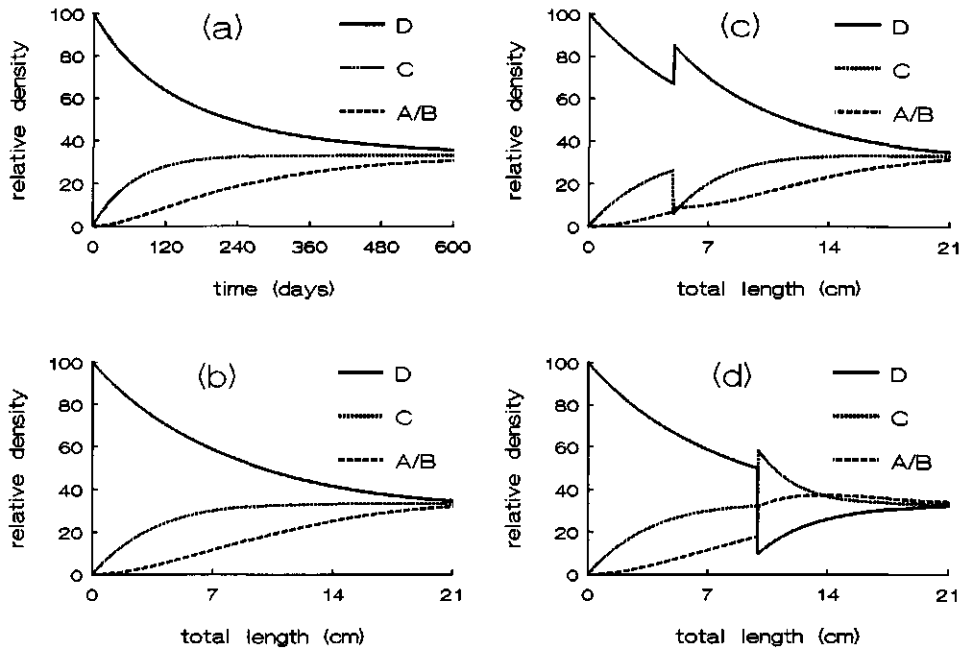 (a)
relative density
100
80
60
40
20
0
D
C
A/B
0 120 240 360 480 600
time (days)
(c)
relative density
100
80
60
40
20
0
D
C
A/B
0 7 14 21
total length (cm)
(b)
relative density
100
80
60
40
20
0
D
C
A/B
0 7 14 21
total length (cm)
(d)
relative density
100
80
60
40
20
0
D
C
A/B
0 7 14 21
total length (cm)